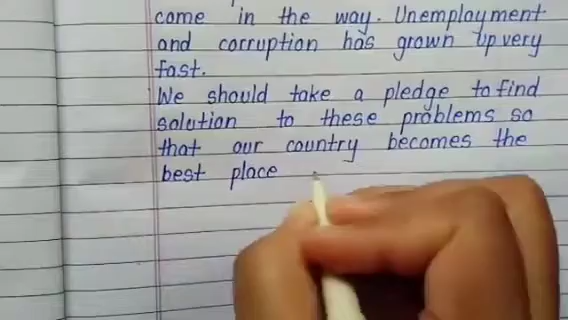 come in the way. Unemployment
and corruption has grown up very
fast.
We should take a pledge to find
solution to these problems so
that our country becomes the
best place